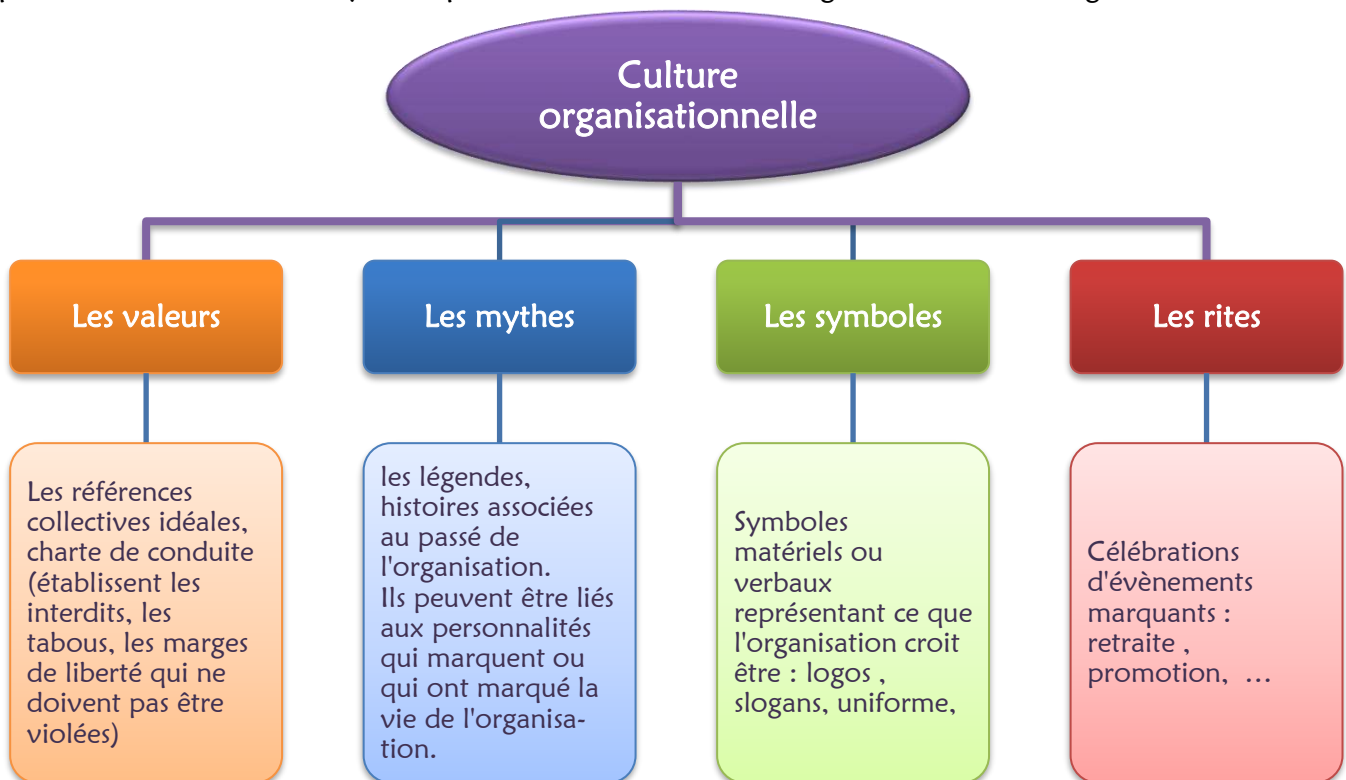 Culture
organisationnelle
Les valeurs
Les mythes
Les symboles
Les rites
Les références
collectives idéales,
charte de conduite
(établissent les
interdits, les
tabous, les marges
de liberté qui ne
doivent pas être
violées)
les légendes,
histoires associées
au passé de
l'organisation.
Ils peuvent être liés
aux personnalités
qui marquent ou
qui ont marqué la
vie de l'organisa-
tion.
Symboles
matériels ou
verbaux
représentant ce que
l'organisation croit
être : logos ,
slogans, uniforme,
Célébrations
d'évènements
marquants :
retraite ,
promotion,  ...